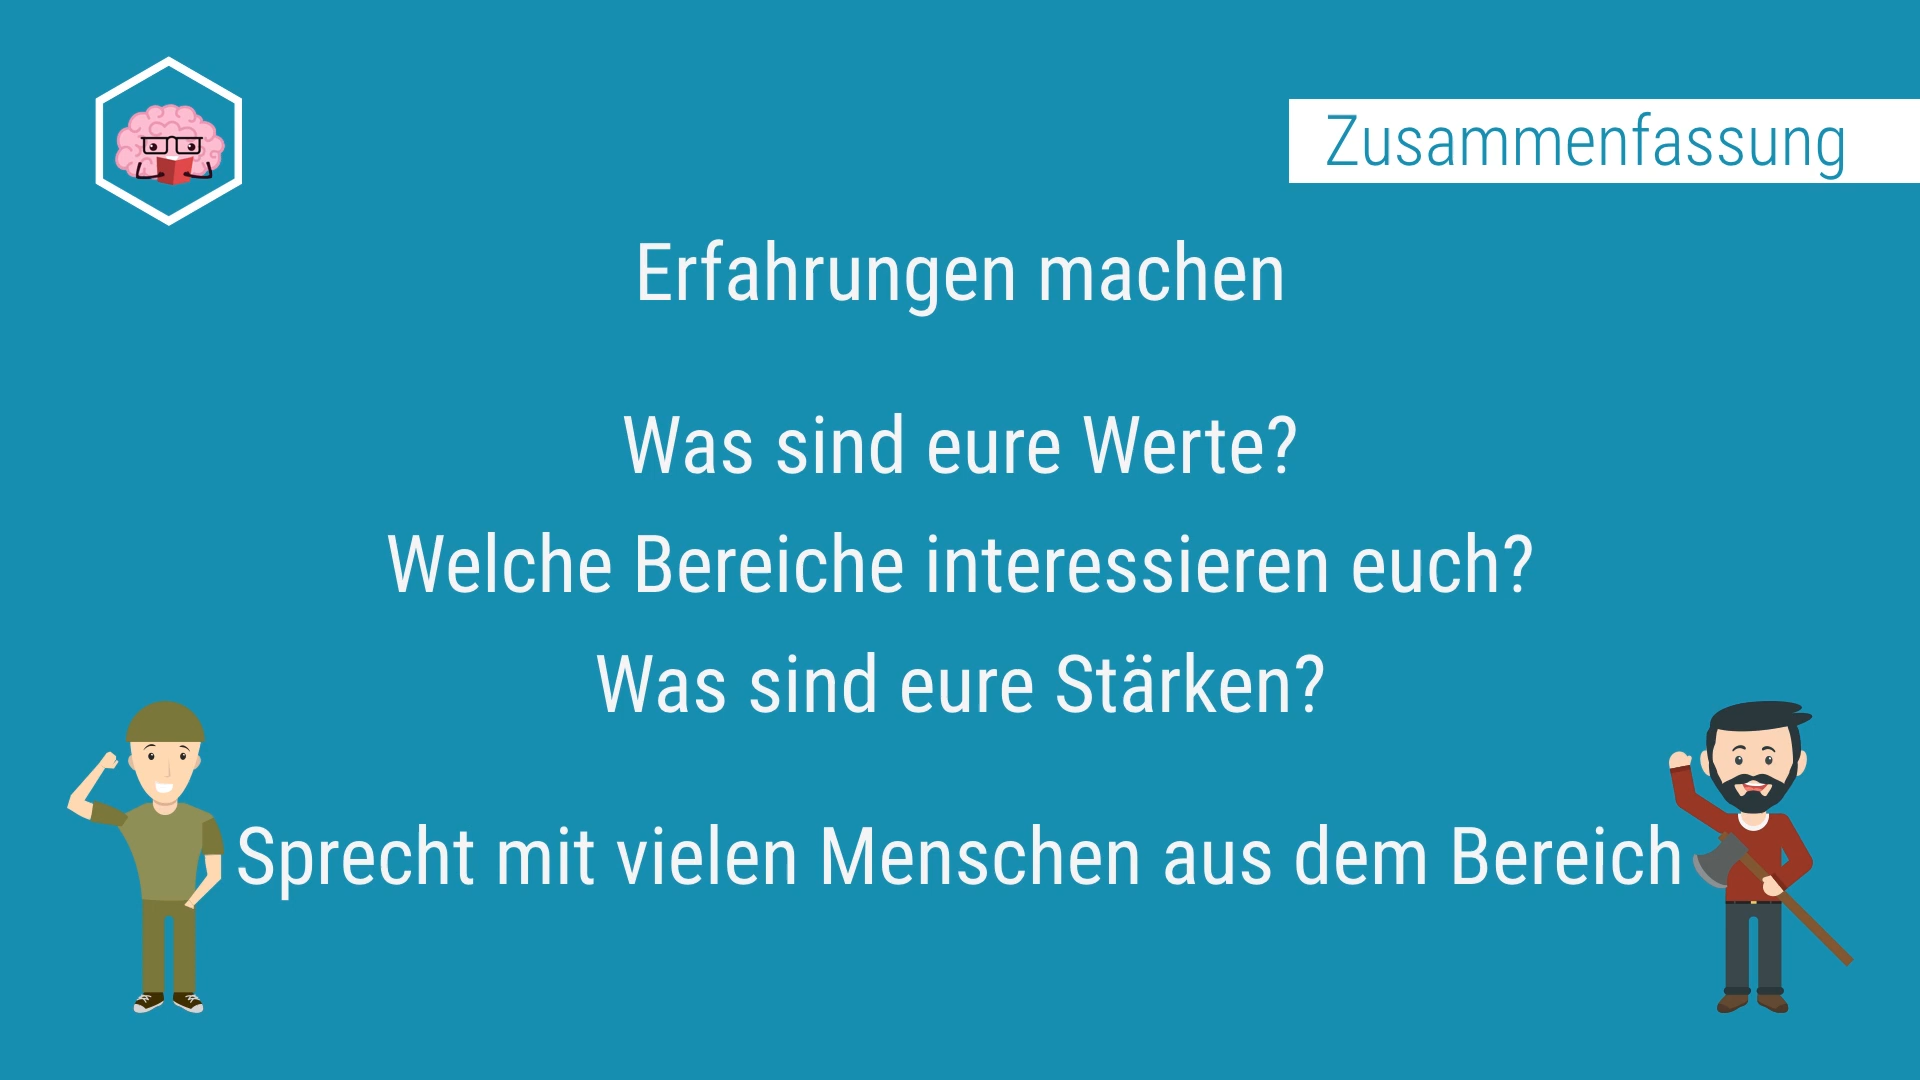 Zusammenfassung
Erfahrungen machen
Was sind eure Werte?
Welche Bereiche interessieren euch?
Was sind eure Stärken?
Sprecht mit vielen Menschen aus dem Bereich